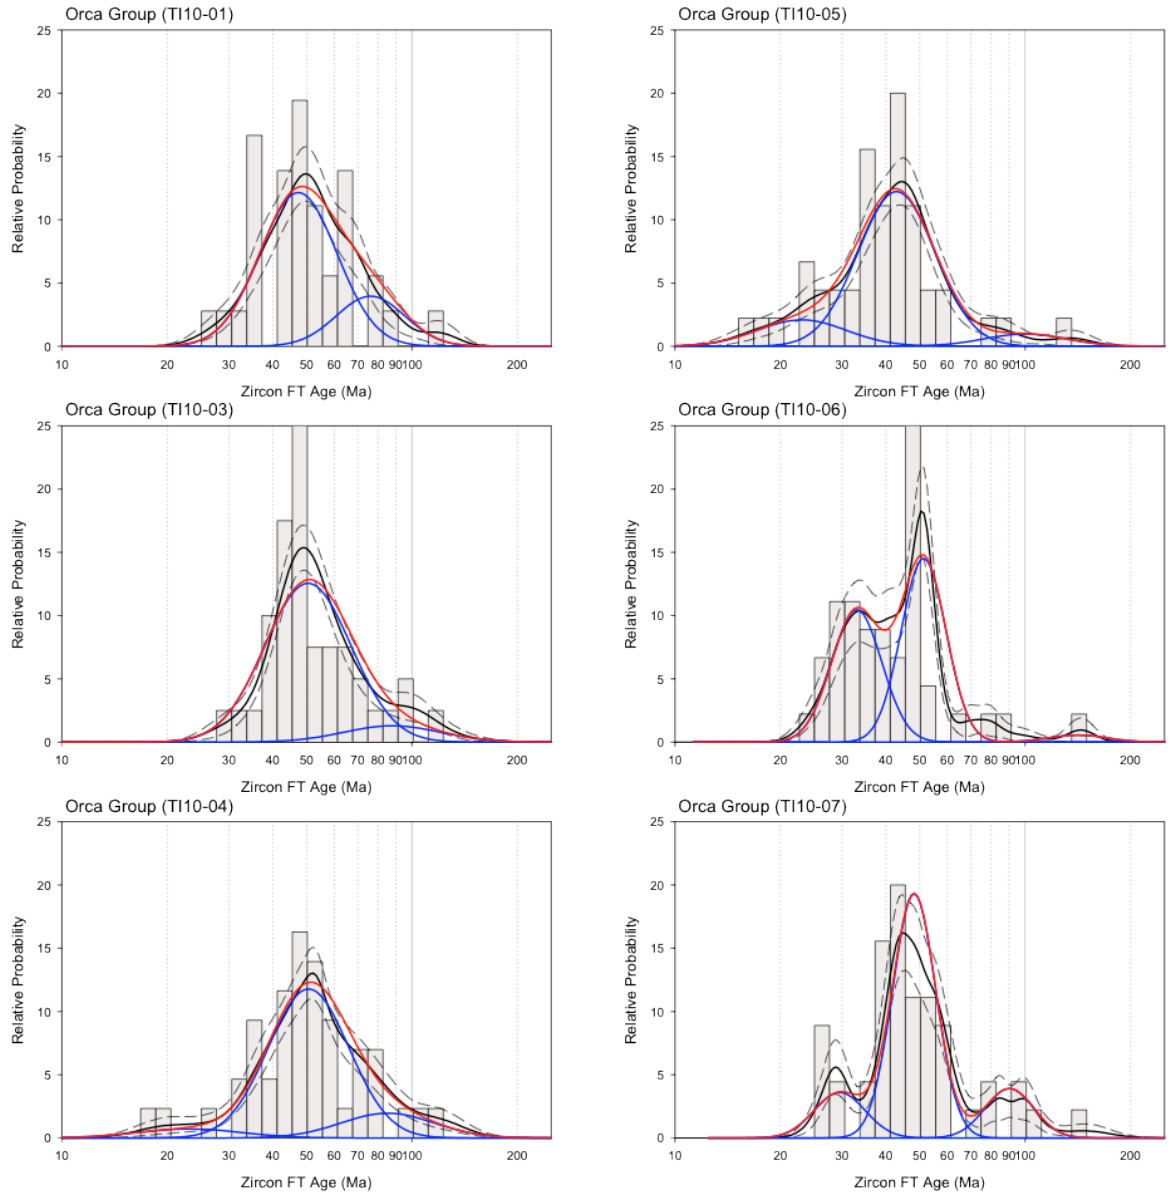 Orca Group (TI10-01)
25
20
15
10
5
0
Relative Probability
10 20 30 40 50 60 70 80 90100 200
Zircon FT Age (Ma)
Orca Group (TI10-05)
25
20
15
10
5
0
Relative Probability
10 20 30 40 50 60 70 80 90100 200
Zircon FT Age (Ma)
Orca Group (TI10-03)
25
20
15
10
5
0
Relative Probability
10 20 30 40 50 60 70 80 90100 200
Zircon FT Age (Ma)
Orca Group (TI10-06)
25
20
15
10
5
0
Relative Probability
10 20 30 40 50 60 70 80 90100 200
Zircon FT Age (Ma)
Orca Group (TI10-04)
25
20
15
10
5
0
Relative Probability
10 20 30 40 50 60 70 80 90100 200
Zircon FT Age (Ma)
Orca Group (TI10-07)
25
20
15
10
5
0
Relative Probability
10 20 30 40 50 60 70 80 90100 200
Zircon FT Age (Ma)